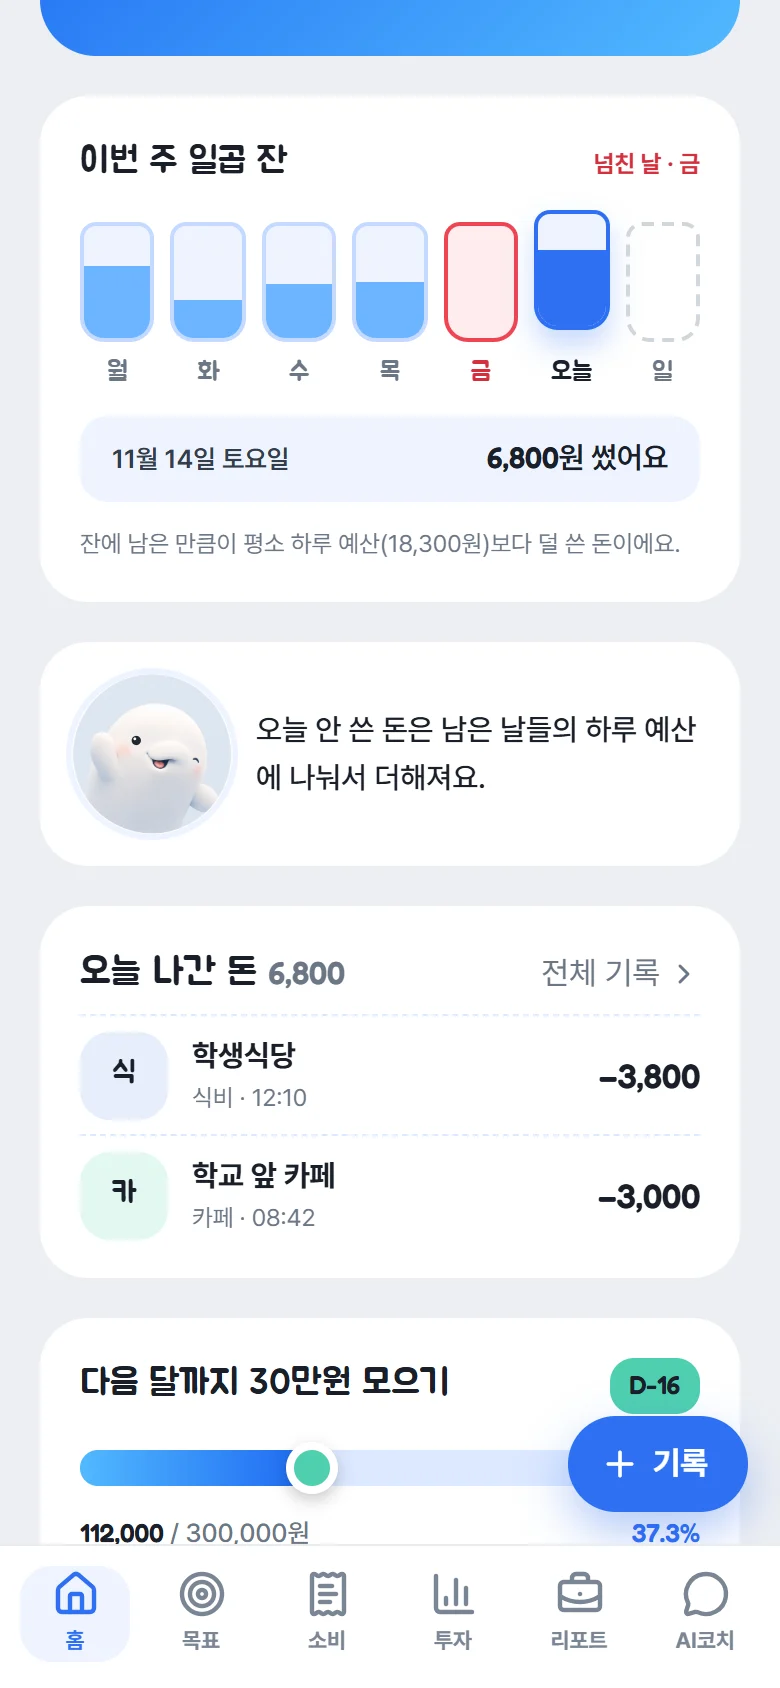 이번 주 일곱 잔
넘친 날 · 금
월 화 수 목 금 오늘 일
11월 14일 토요일
6,800원 썼어요
잔에 남은 만큼이 평소 하루 예산(18,300원)보다 덜 쓴 돈이에요.
오늘 안 쓴 돈은 남은 날들의 하루 예산
에 나눠서 더해져요.
오늘 나간 돈 6,800
전체 기록
식
학생식당
식비 · 12:10
–3,800
카
학교 앞 카페
카페 · 08:42
–3,000
다음 달까지 30만원 모으기
D-16
기록
112,000 / 300,000원
37.3%
홈 목표 소비 투자 리포트 AI코치